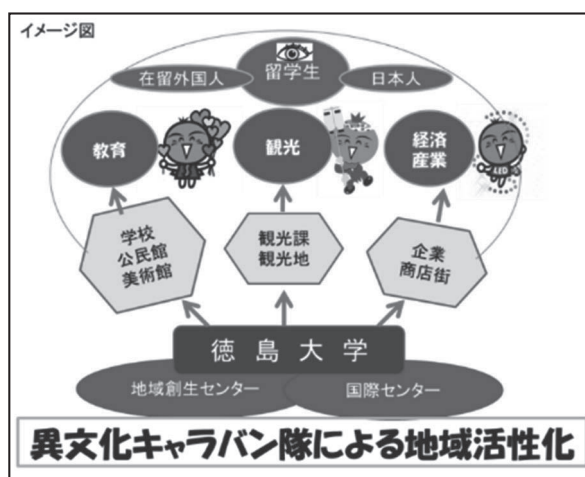 イメージ図
留学生
在留外国人
日本人
教育
観光
経済
産業
LED
学校
公民館
美術館
観光課
観光地
企業
商店街
徳島大学
地域創生センター
国際センター
異文化キャラバン隊による地域活性化